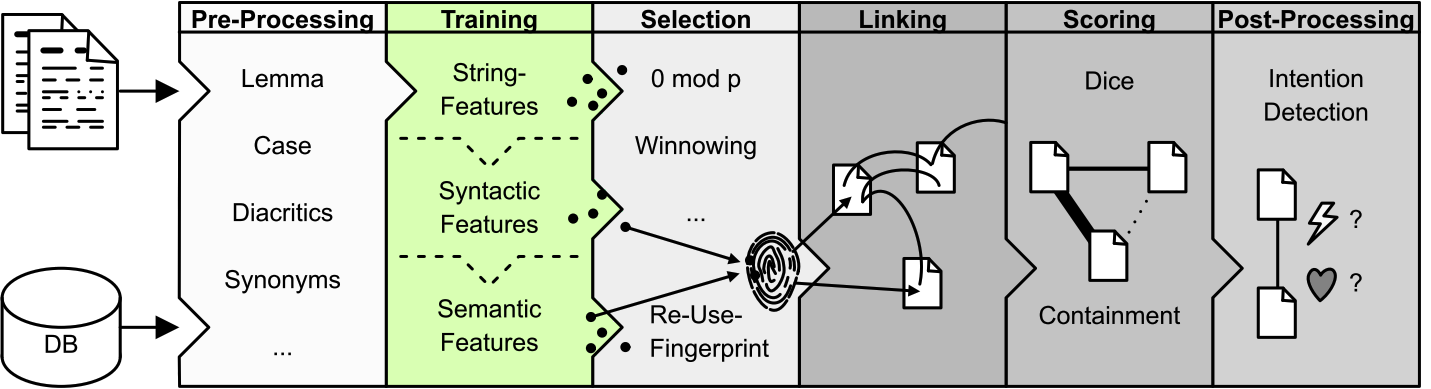 Pre-Processing
Training
Selection
Linking
Scoring
Post-Processing
Lemma
Case
Diacritics
Synonyms
...
DB
String-
Features
Syntactic
Features
Semantic
Features
0 mod p
Winnowing
...
Re-Use-
Fingerprint
Dice
Containment
Intention
Detection
?
?